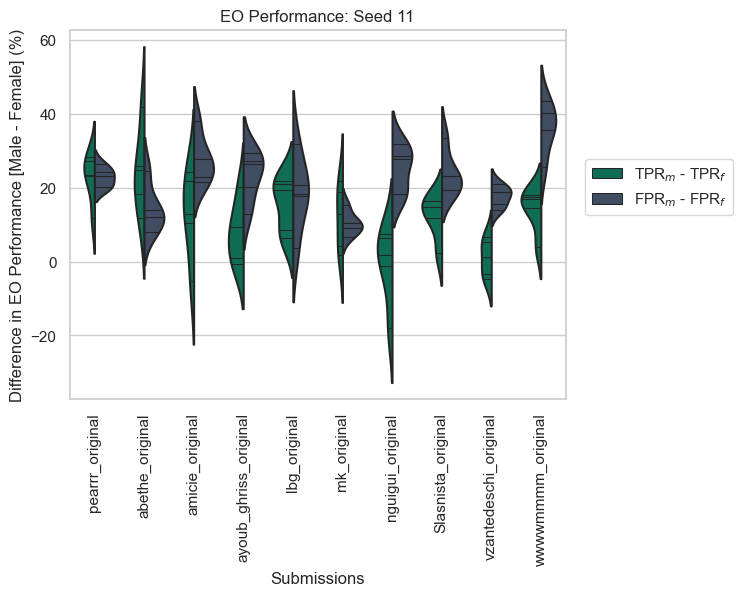 EO Performance: Seed 11
Difference in EO Performance [Male - Female] (%)
60
40
20
0
−20
TPRm - TPRf
FPRm - FPRf
pearrr_original
abethe_original
amicie_original
ayoub_ghriss_original
lbg_original
mk_original
nguigui_original
Slasnista_original
vzantedeschi_original
wwwwmmmm_original
Submissions